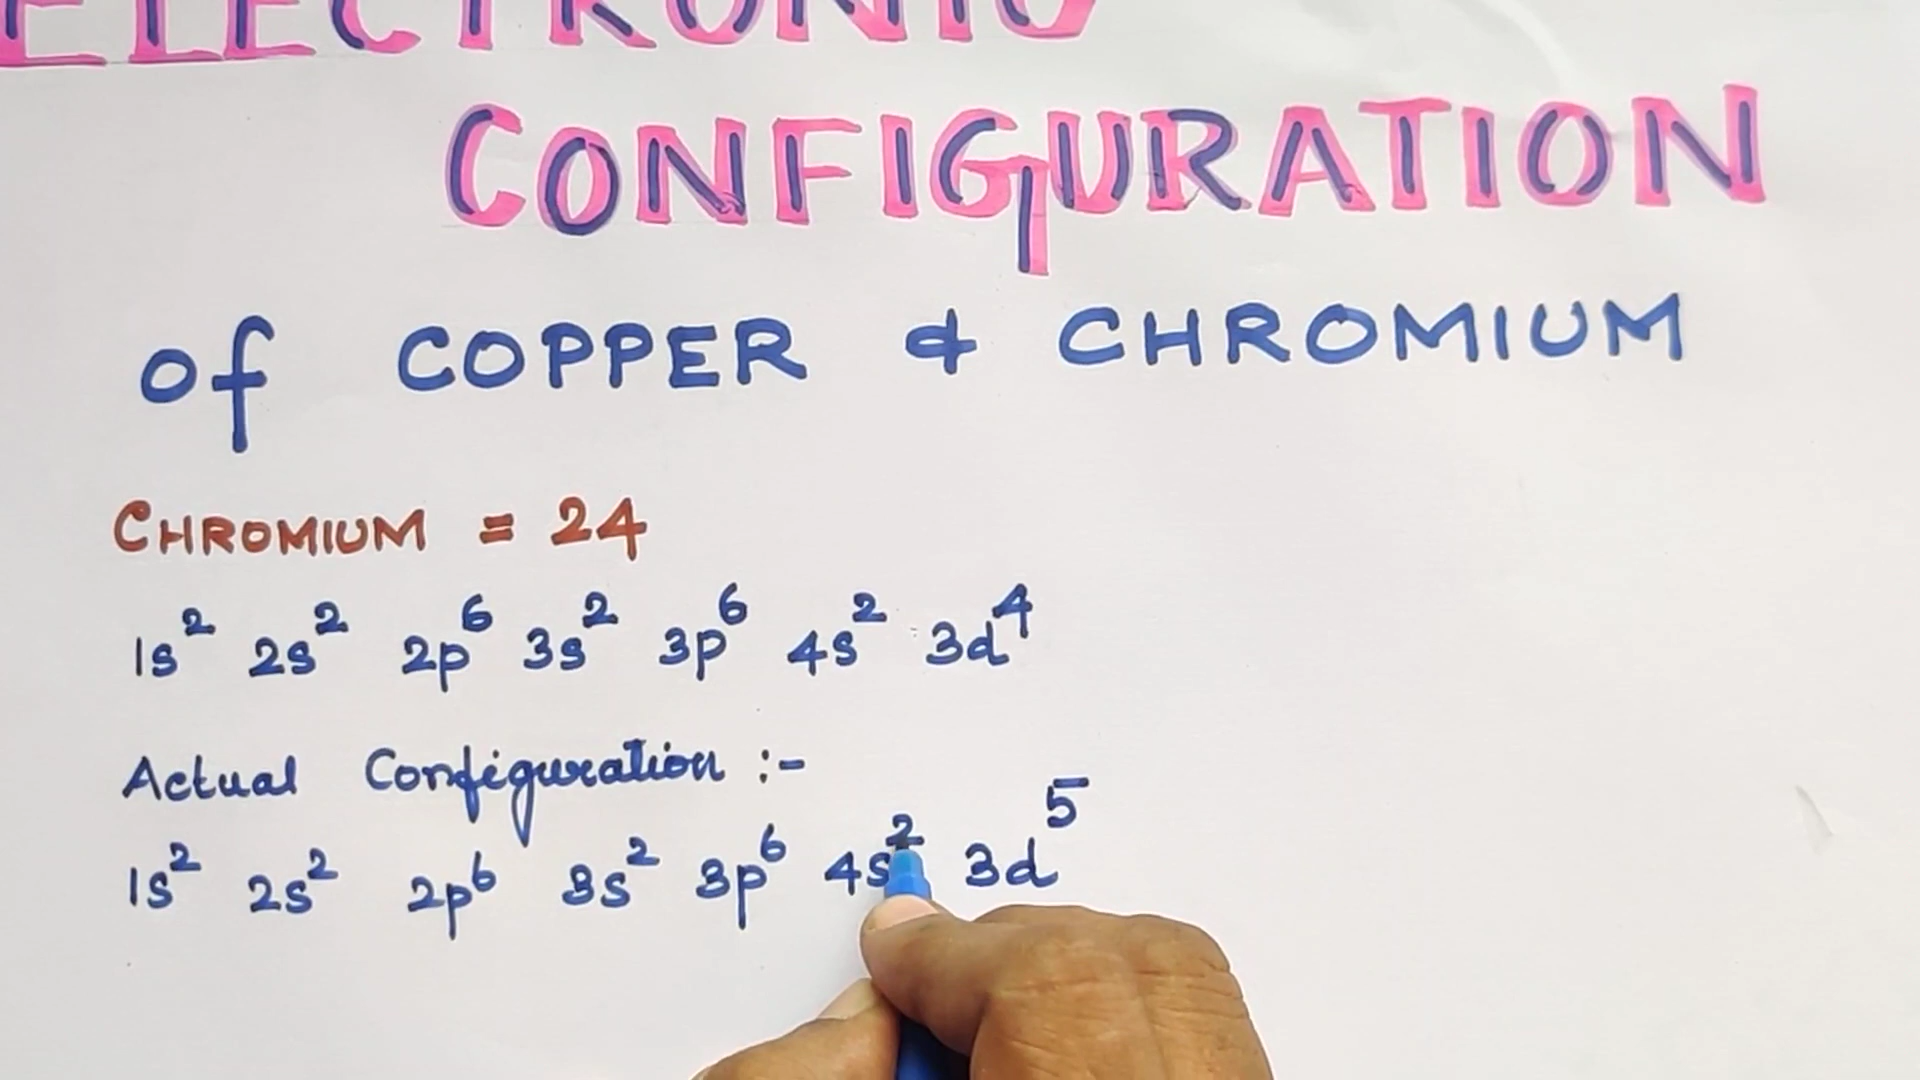 ELECTRONIC
CONFIGURATION
of COPPER & CHROMIUM
CHROMIUM = 24
1s² 2s² 2p⁶ 3s² 3p⁶ 4s² 3d⁴
Actual Configuration :-
1s² 2s² 2p⁶ 3s² 3p⁶ 4s² 3d⁵